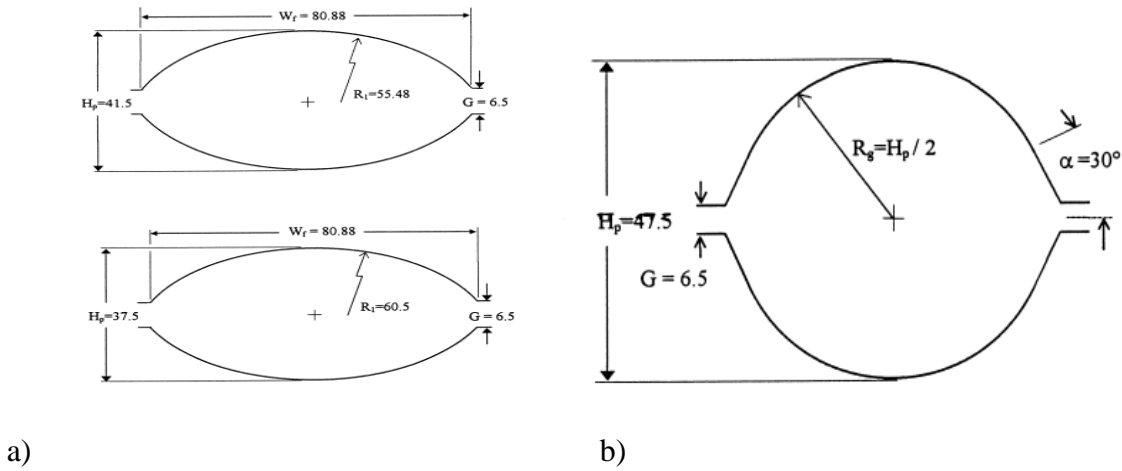 W_f = 80.88
H_p=41.5
R_1=55.48
G = 6.5
W_f = 80.88
H_p=37.5
R_1=60.5
G = 6.5
a)
R_g=H_p / 2
α =30°
H_p=47.5
G = 6.5
b)